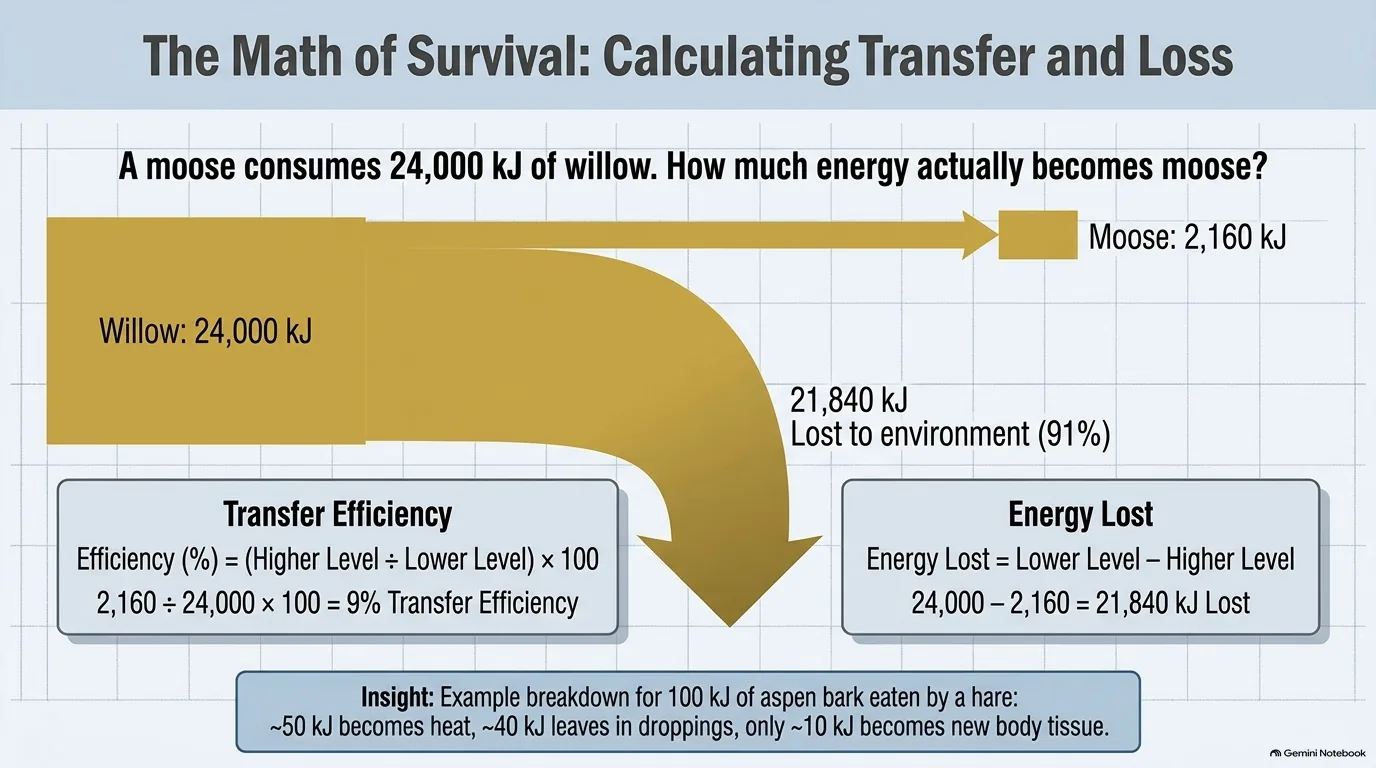 The Math of Survival: Calculating Transfer and Loss
A moose consumes 24,000 kJ of willow. How much energy actually becomes moose?
Moose: 2,160 kJ
Willow: 24,000 kJ
21,840 kJ
Lost to environment (91%)
Transfer Efficiency
Efficiency (%) = (Higher Level ÷ Lower Level) × 100
2,160 ÷ 24,000 × 100 = 9% Transfer Efficiency
Energy Lost
Energy Lost = Lower Level – Higher Level
24,000 – 2,160 = 21,840 kJ Lost
Insight: Example breakdown for 100 kJ of aspen bark eaten by a hare:
~50 kJ becomes heat, ~40 kJ leaves in droppings, only ~10 kJ becomes new body tissue.
Gemini Notebook